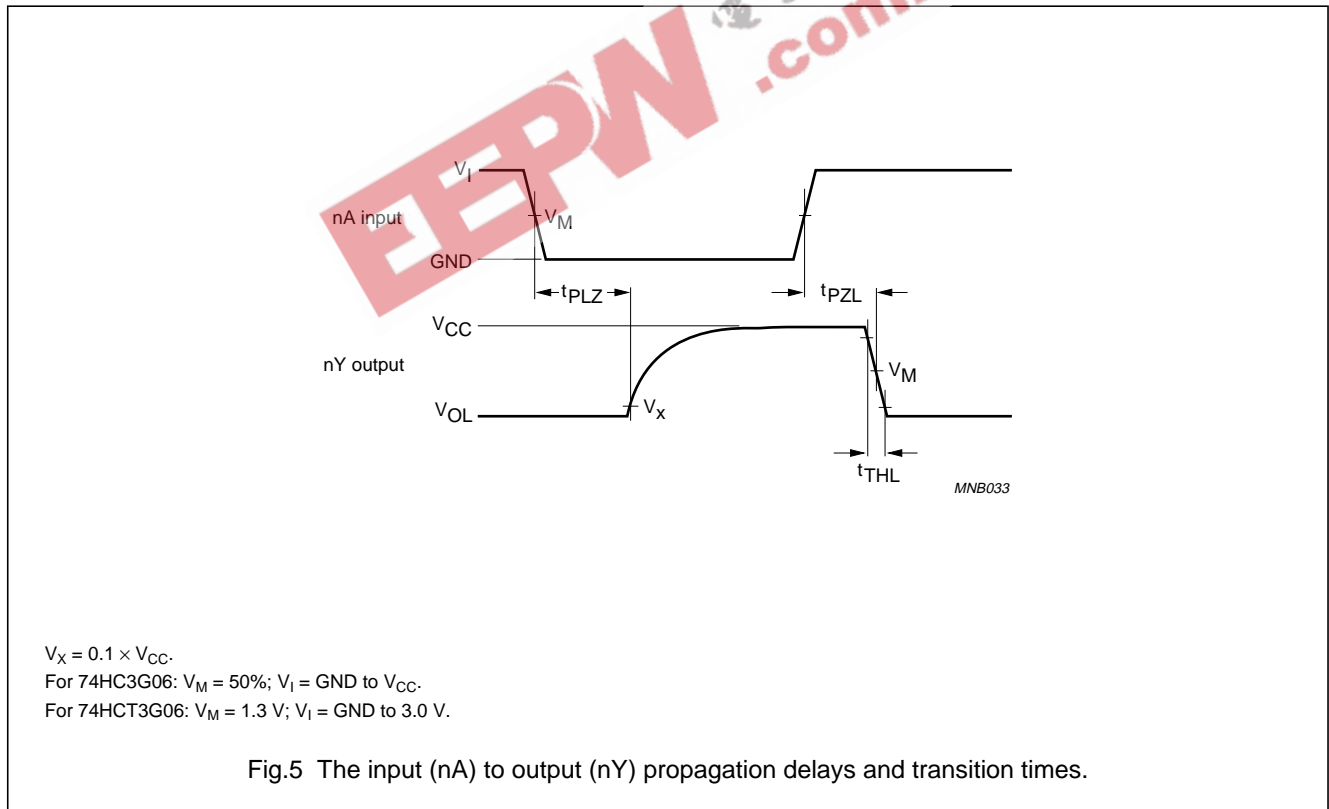 EEPW
.com
V_I
nA input
V_M
GND
t_PLZ
t_PZL
V_CC
nY output
V_M
V_OL
V_x
t_THL
MNB033
V_X = 0.1 × V_CC.
For 74HC3G06: V_M = 50%; V_I = GND to V_CC.
For 74HCT3G06: V_M = 1.3 V; V_I = GND to 3.0 V.
Fig.5 The input (nA) to output (nY) propagation delays and transition times.